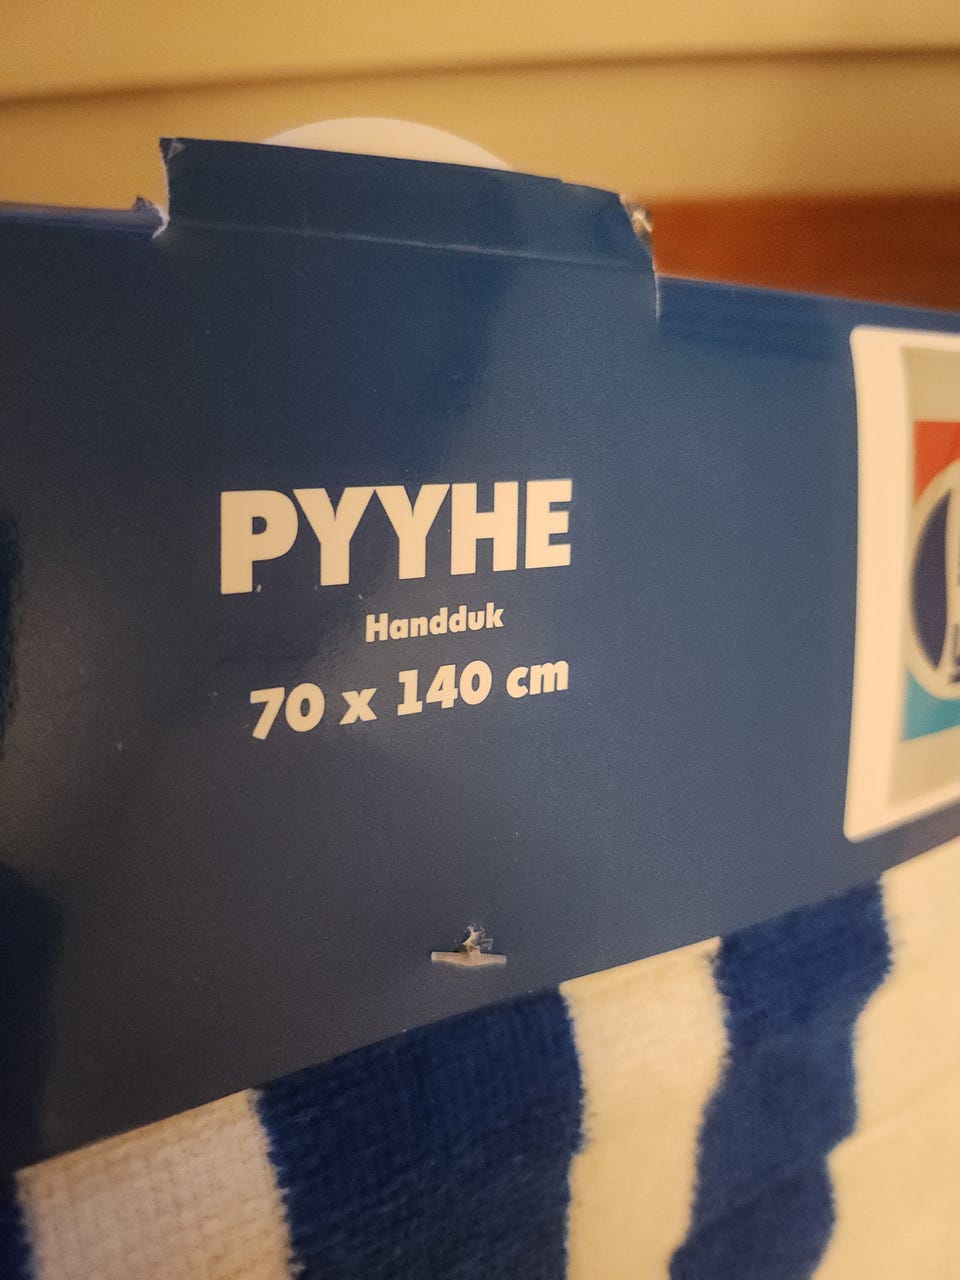 PYYHE
Handduk
70 x 140 cm